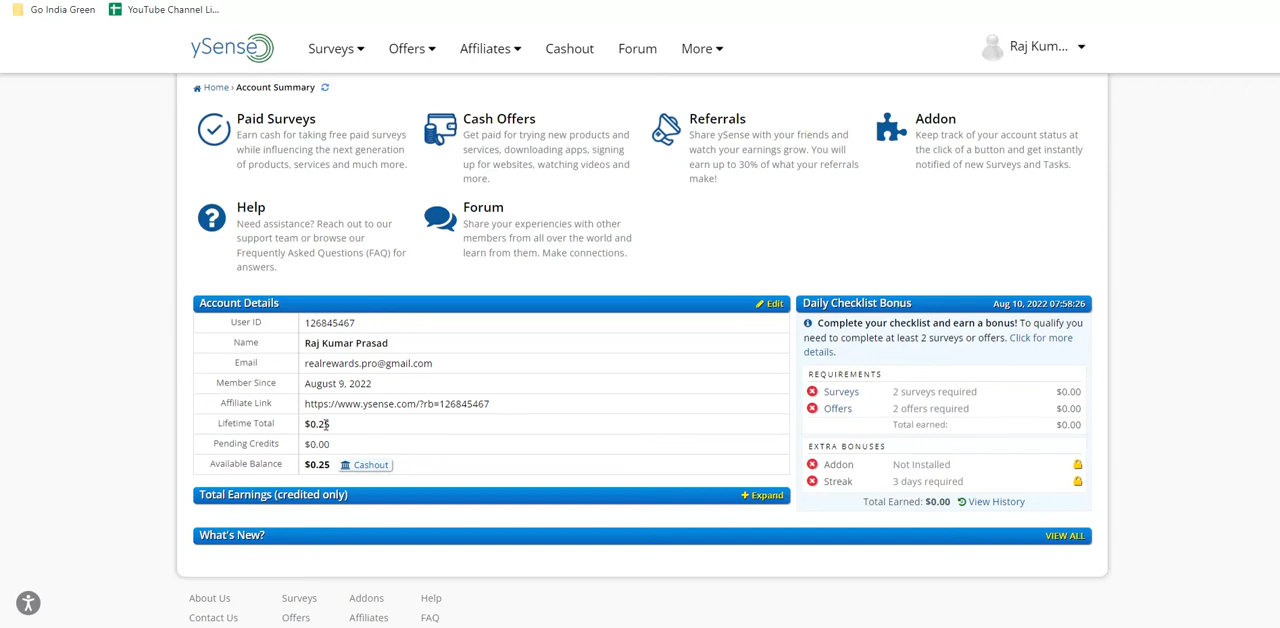 Go India Green YouTube Channel Li...
ySense Surveys Offers Affiliates Cashout Forum More Raj Kum...
Home › Account Summary
Paid Surveys
Earn cash for taking free paid surveys
while influencing the next generation
of products, services and much more.
Cash Offers
Get paid for trying new products and
services, downloading apps, signing
up for websites, watching videos and
more.
Referrals
Share ySense with your friends and
watch your earnings grow. You will
earn up to 30% of what your referrals
make!
Addon
Keep track of your account status at
the click of a button and get instantly
notified of new Surveys and Tasks.
Help
Need assistance? Reach out to our
support team or browse our
Frequently Asked Questions (FAQ) for
answers.
Forum
Share your experiences with other
members from all over the world and
learn from them. Make connections.
Account Details Edit
User ID 126845467
Name Raj Kumar Prasad
Email realrewards.pro@gmail.com
Member Since August 9, 2022
Affiliate Link https://www.ysense.com/?rb=126845467
Lifetime Total $0.25
Pending Credits $0.00
Available Balance $0.25 Cashout
Total Earnings (credited only) + Expand
What's New? VIEW ALL
Daily Checklist Bonus Aug 10, 2022 07:58:26
Complete your checklist and earn a bonus! To qualify you
need to complete at least 2 surveys or offers. Click for more
details.
REQUIREMENTS
Surveys 2 surveys required $0.00
Offers 2 offers required $0.00
Total earned: $0.00
EXTRA BONUSES
Addon Not Installed
Streak 3 days required
Total Earned: $0.00 View History
About Us Surveys Addons Help
Contact Us Offers Affiliates FAQ